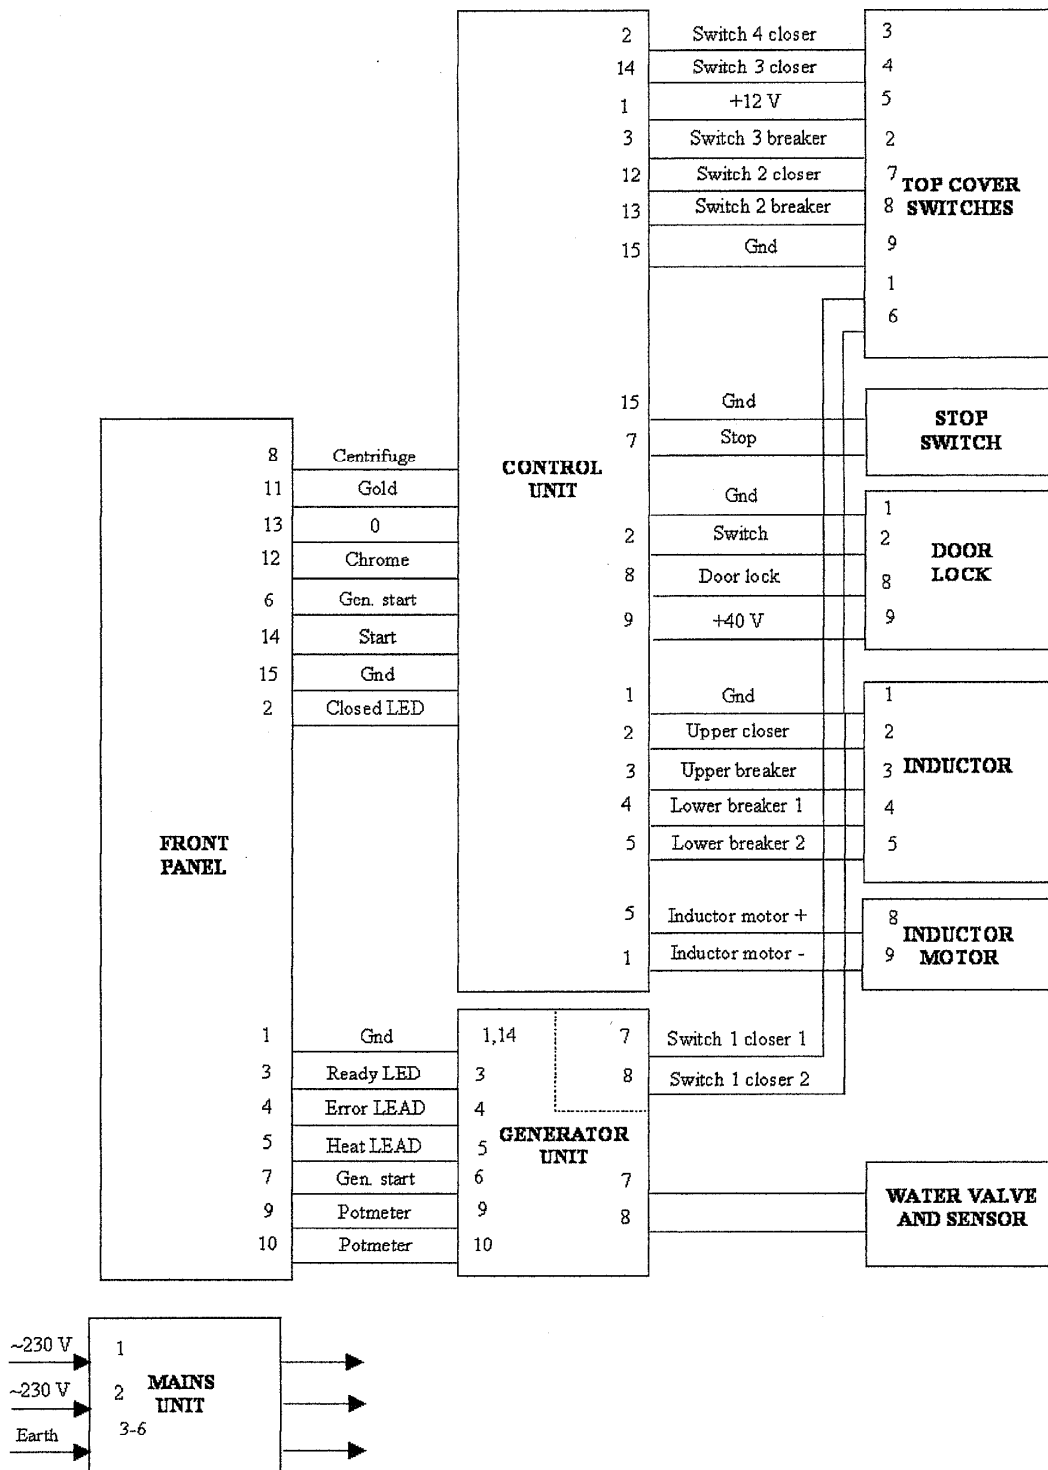 2 Switch 4 closer 3
14 Switch 3 closer 4
1 +12 V 5
3 Switch 3 breaker 2
12 Switch 2 closer 7
TOP COVER
13 Switch 2 breaker 8
SWITCHES
15 Gnd 9
1
6
15 Gnd
STOP
7 Stop
SWITCH
8 Centrifuge
CONTROL
UNIT
11 Gold
Gnd 1
13 0
2 Switch 2
DOOR
LOCK
12 Chrome
8 Door lock 8
6 Gen. start
9 +40 V 9
14 Start
15 Gnd
2 Closed LED
1 Gnd 1
2 Upper closer 2
3 Upper breaker 3
INDUCTOR
4 Lower breaker 1 4
5 Lower breaker 2 5
FRONT
PANEL
5 Inductor motor + 8
INDUCTOR
MOTOR
1 Inductor motor - 9
1 Gnd 1,14
7 Switch 1 closer 1
3 Ready LED 3
8 Switch 1 closer 2
4 Error LEAD 4
GENERATOR
UNIT
5 Heat LEAD 5
7 Gen. start 6
7
WATER VALVE
AND SENSOR
9 Potmeter 9
8
10 Potmeter 10
~230 V 1
MAINS
UNIT
~230 V 2
Earth 3-6